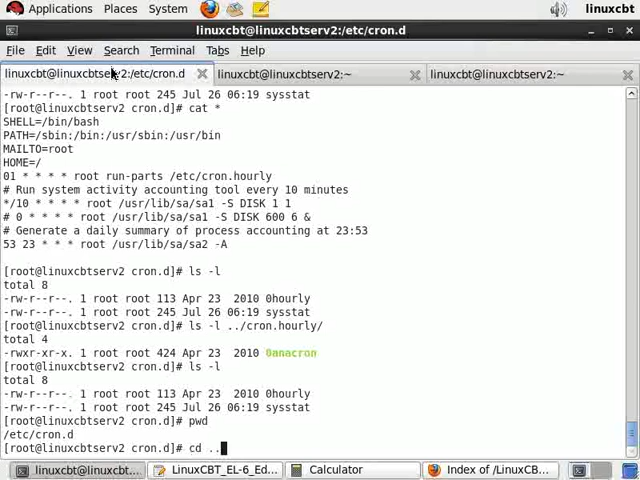 Applications Places System linuxcbt
linuxcbt@linuxcbtserv2:/etc/cron.d
File Edit View Search Terminal Tabs Help
linuxcbt@linuxcbtserv2:/etc/cron.d linuxcbt@linuxcbtserv2:~ linuxcbt@linuxcbtserv2:~
-rw-r--r--. 1 root root 245 Jul 26 06:19 sysstat
[root@linuxcbtserv2 cron.d]# cat *
SHELL=/bin/bash
PATH=/sbin:/bin:/usr/sbin:/usr/bin
MAILTO=root
HOME=/
01 * * * * root run-parts /etc/cron.hourly
# Run system activity accounting tool every 10 minutes
*/10 * * * * root /usr/lib/sa/sa1 -S DISK 1 1
# 0 * * * * root /usr/lib/sa/sa1 -S DISK 600 6 &
# Generate a daily summary of process accounting at 23:53
53 23 * * * root /usr/lib/sa/sa2 -A
[root@linuxcbtserv2 cron.d]# ls -l
total 8
-rw-r--r--. 1 root root 113 Apr 23 2010 0hourly
-rw-r--r--. 1 root root 245 Jul 26 06:19 sysstat
[root@linuxcbtserv2 cron.d]# ls -l ../cron.hourly/
total 4
-rwxr-xr-x. 1 root root 424 Apr 23 2010 0anacron
[root@linuxcbtserv2 cron.d]# ls -l
total 8
-rw-r--r--. 1 root root 113 Apr 23 2010 0hourly
-rw-r--r--. 1 root root 245 Jul 26 06:19 sysstat
[root@linuxcbtserv2 cron.d]# pwd
/etc/cron.d
[root@linuxcbtserv2 cron.d]# cd ..
linuxcbt@linuxcbt... LinuxCBT_EL-6_Ed... Calculator Index of /LinuxCB...